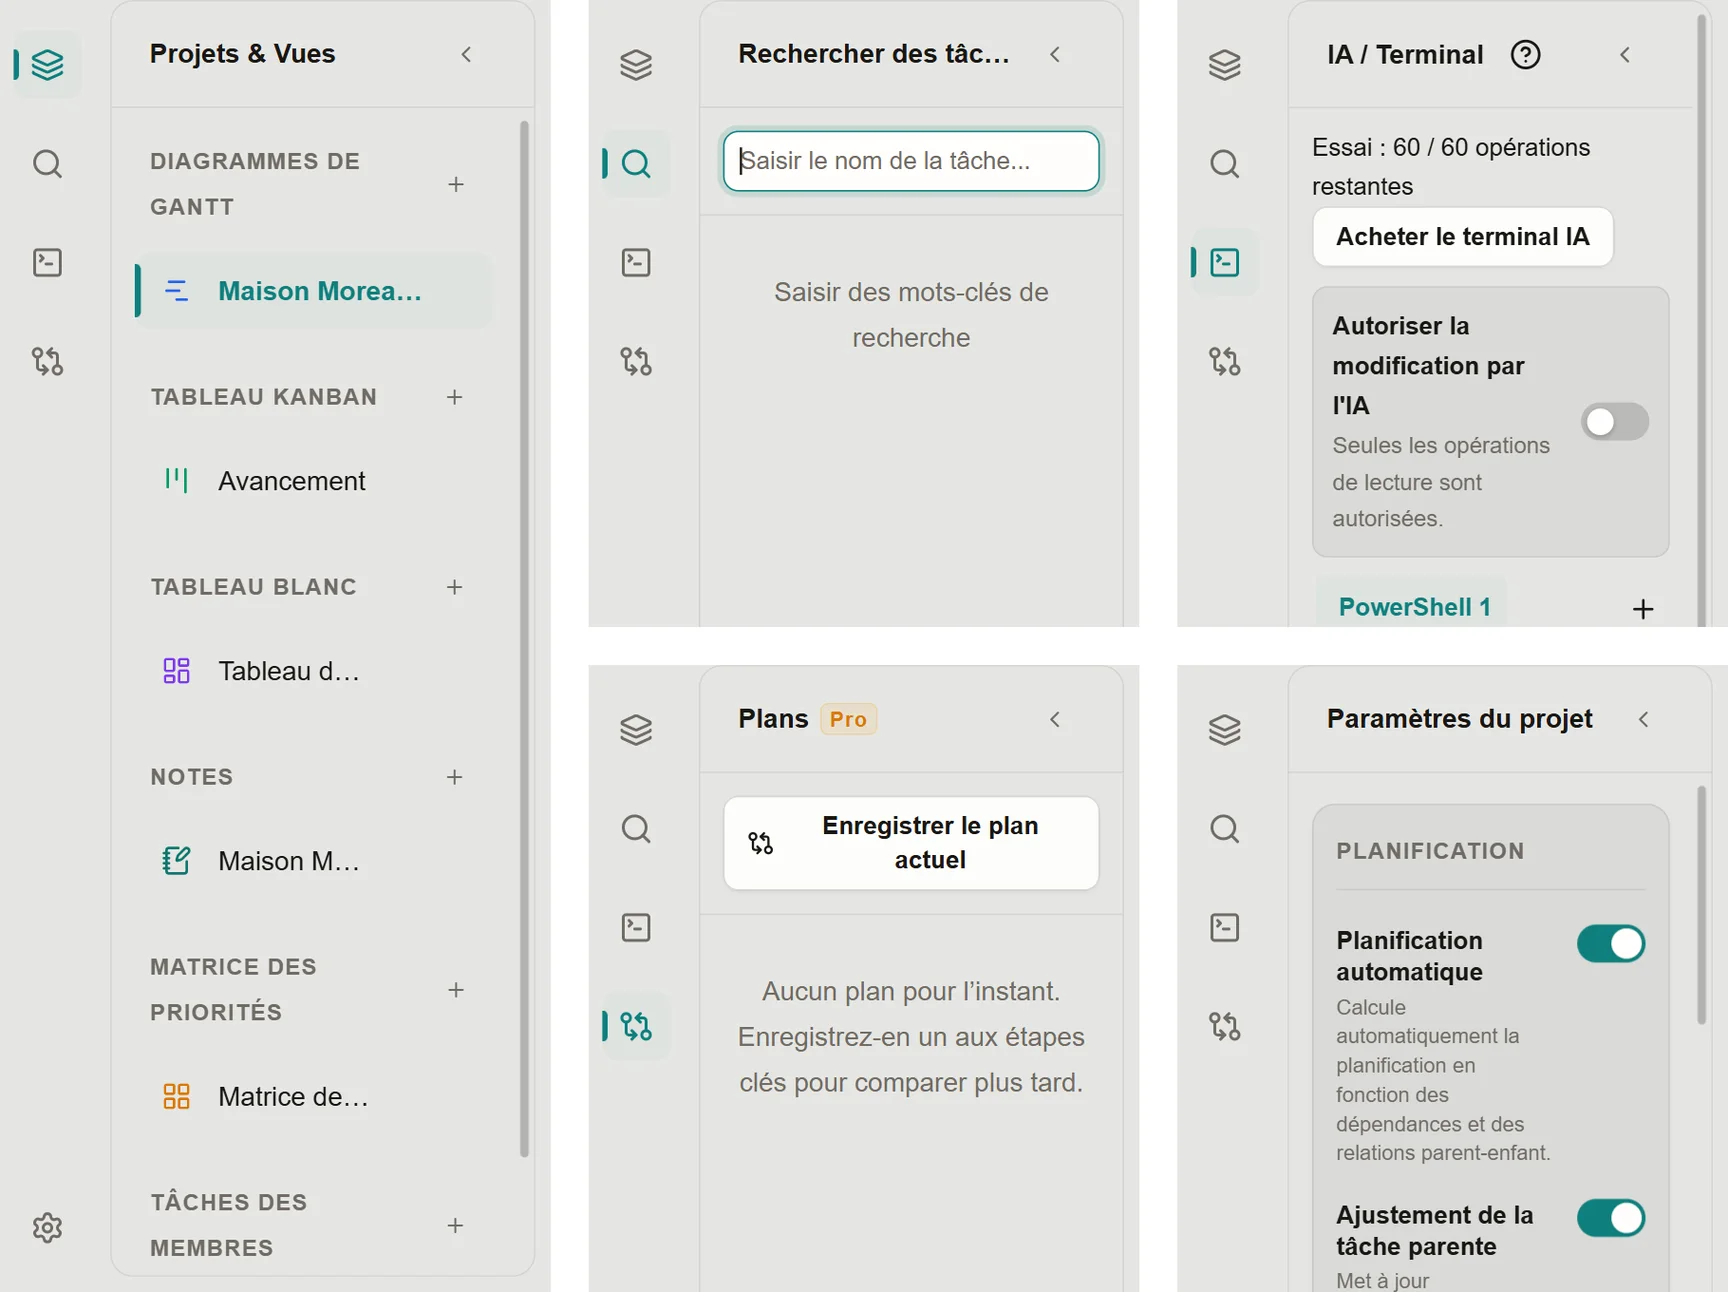 Projets & Vues
DIAGRAMMES DE
GANTT
Maison Morea…
TABLEAU KANBAN
Avancement
TABLEAU BLANC
Tableau d…
NOTES
Maison M…
MATRICE DES
PRIORITÉS
Matrice de…
TÂCHES DES
MEMBRES
Rechercher des tâc…
Saisir le nom de la tâche...
Saisir des mots-clés de
recherche
IA / Terminal
Essai : 60 / 60 opérations
restantes
Acheter le terminal IA
Autoriser la
modification par
l'IA
Seules les opérations
de lecture sont
autorisées.
PowerShell 1
Plans Pro
Enregistrer le plan
actuel
Aucun plan pour l’instant.
Enregistrez-en un aux étapes
clés pour comparer plus tard.
Paramètres du projet
PLANIFICATION
Planification
automatique
Calcule
automatiquement la
planification en
fonction des
dépendances et des
relations parent-enfant.
Ajustement de la
tâche parente
Met à jour